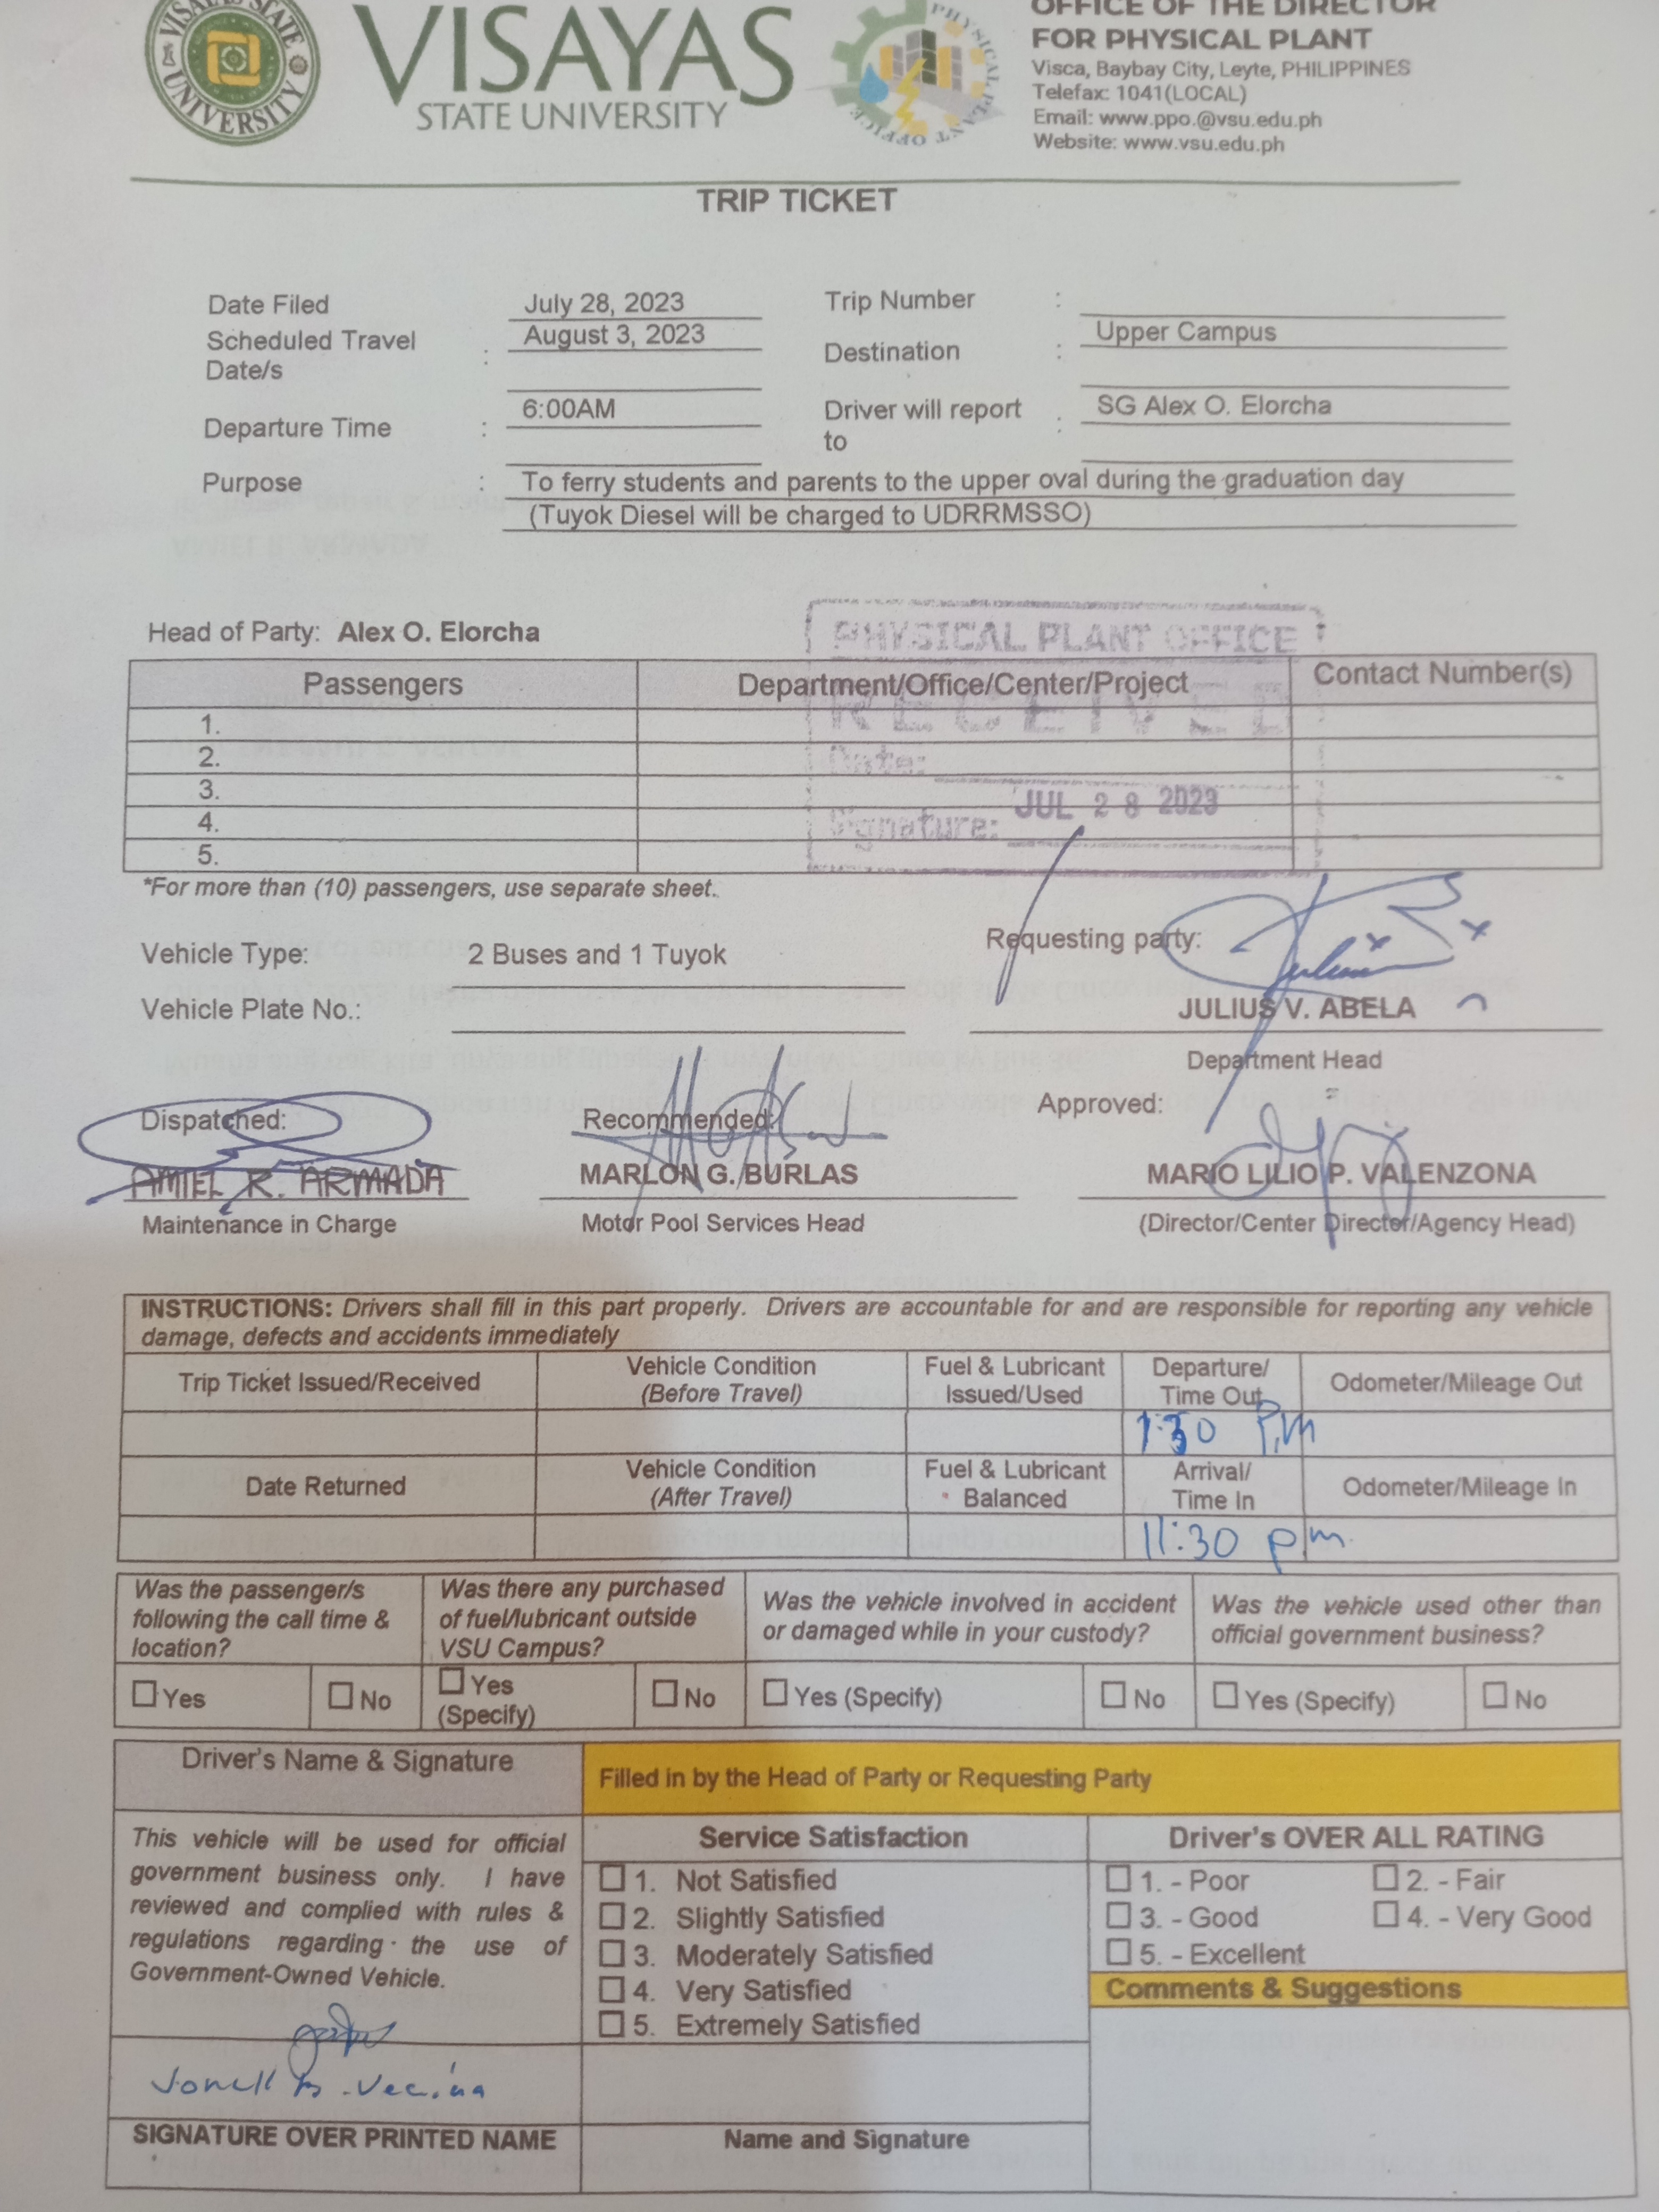 VISAYAS STATE
UNIVERSITY
VISAYAS
STATE UNIVERSITY
PHYSICAL PLANT OFFICE
OFFICE OF THE DIRECTOR
FOR PHYSICAL PLANT
Visca, Baybay City, Leyte, PHILIPPINES
Telefax: 1041(LOCAL)
Email: www.ppo.@vsu.edu.ph
Website: www.vsu.edu.ph
TRIP TICKET
Date Filed July 28, 2023 Trip Number :
Scheduled Travel Date/s : August 3, 2023 Destination : Upper Campus
Departure Time : 6:00AM Driver will report to : SG Alex O. Elorcha
Purpose : To ferry students and parents to the upper oval during the graduation day
(Tuyok Diesel will be charged to UDRRMSSO)
Head of Party: Alex O. Elorcha
PHYSICAL PLANT OFFICE
RECEIVED
Date:
JUL 28 2023
Signature:
Passengers Department/Office/Center/Project Contact Number(s)
1.
2.
3.
4.
5.
*For more than (10) passengers, use separate sheet.
Vehicle Type: 2 Buses and 1 Tuyok
Requesting party:
Vehicle Plate No.:
JULIUS V. ABELA
Department Head
Dispatched: Recommended: Approved:
AMIEL R. ARMADA MARLON G. BURLAS MARIO LILIO P. VALENZONA
Maintenance in Charge Motor Pool Services Head (Director/Center Director/Agency Head)
INSTRUCTIONS: Drivers shall fill in this part properly. Drivers are accountable for and are responsible for reporting any vehicle
damage, defects and accidents immediately
Trip Ticket Issued/Received Vehicle Condition (Before Travel) Fuel & Lubricant Issued/Used Departure/ Time Out Odometer/Mileage Out
1:30 P.M
Date Returned Vehicle Condition (After Travel) Fuel & Lubricant Balanced Arrival/ Time In Odometer/Mileage In
11:30 pm.
Was the passenger/s following the call time & location?
Was there any purchased of fuel/lubricant outside VSU Campus?
Was the vehicle involved in accident or damaged while in your custody?
Was the vehicle used other than official government business?
☐ Yes ☐ No ☐ Yes (Specify) ☐ No ☐ Yes (Specify) ☐ No ☐ Yes (Specify) ☐ No
Driver's Name & Signature
Filled in by the Head of Party or Requesting Party
This vehicle will be used for official
government business only. I have
reviewed and complied with rules &
regulations regarding the use of
Government-Owned Vehicle.
Service Satisfaction
☐ 1. Not Satisfied
☐ 2. Slightly Satisfied
☐ 3. Moderately Satisfied
☐ 4. Very Satisfied
☐ 5. Extremely Satisfied
Driver's OVER ALL RATING
☐ 1. - Poor ☐ 2. - Fair
☐ 3. - Good ☐ 4. - Very Good
☐ 5. - Excellent
Comments & Suggestions
SIGNATURE OVER PRINTED NAME
Name and Signature